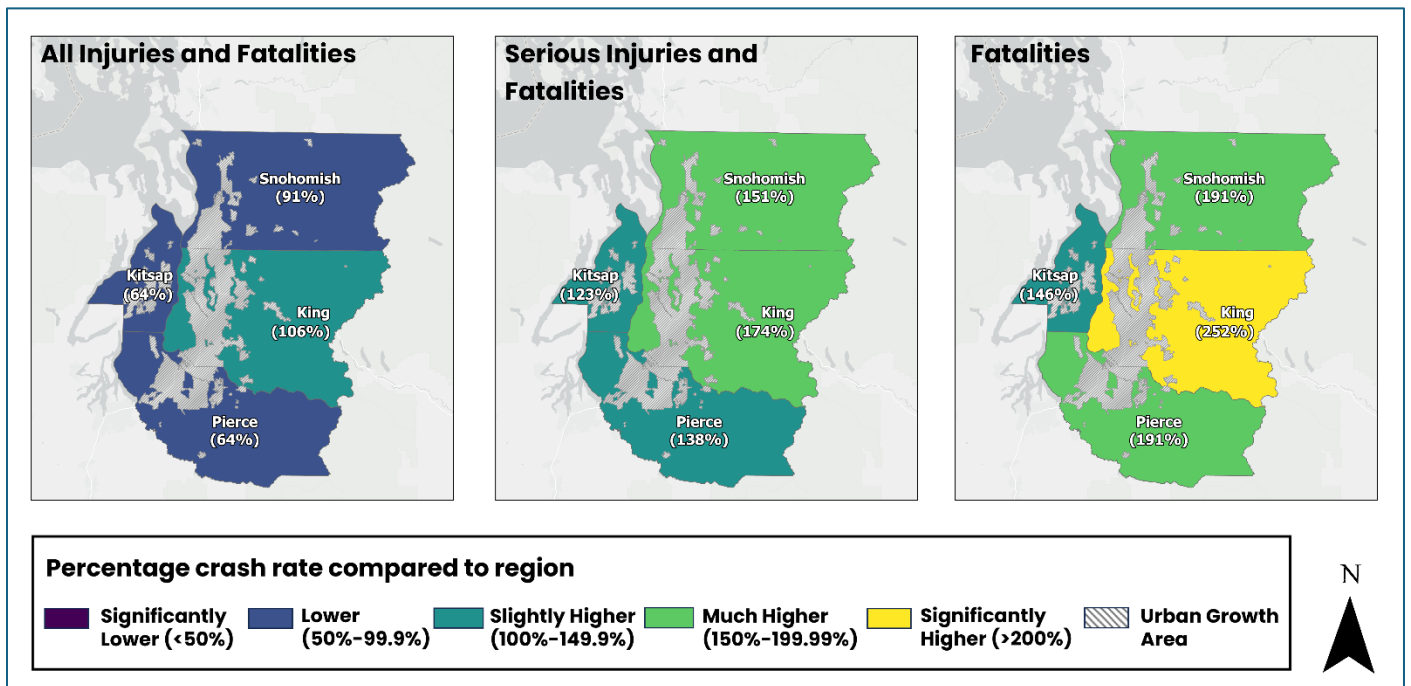 All Injuries and Fatalities
Snohomish
(91%)
Kitsap
(64%)
King
(106%)
Pierce
(64%)
Serious Injuries and
Fatalities
Snohomish
(151%)
Kitsap
(123%)
King
(174%)
Pierce
(138%)
Fatalities
Snohomish
(191%)
Kitsap
(146%)
King
(252%)
Pierce
(191%)
Percentage crash rate compared to region
Significantly
Lower (<50%)
Lower
(50%-99.9%)
Slightly Higher
(100%-149.9%)
Much Higher
(150%-199.99%)
Significantly
Higher (>200%)
Urban Growth
Area
N